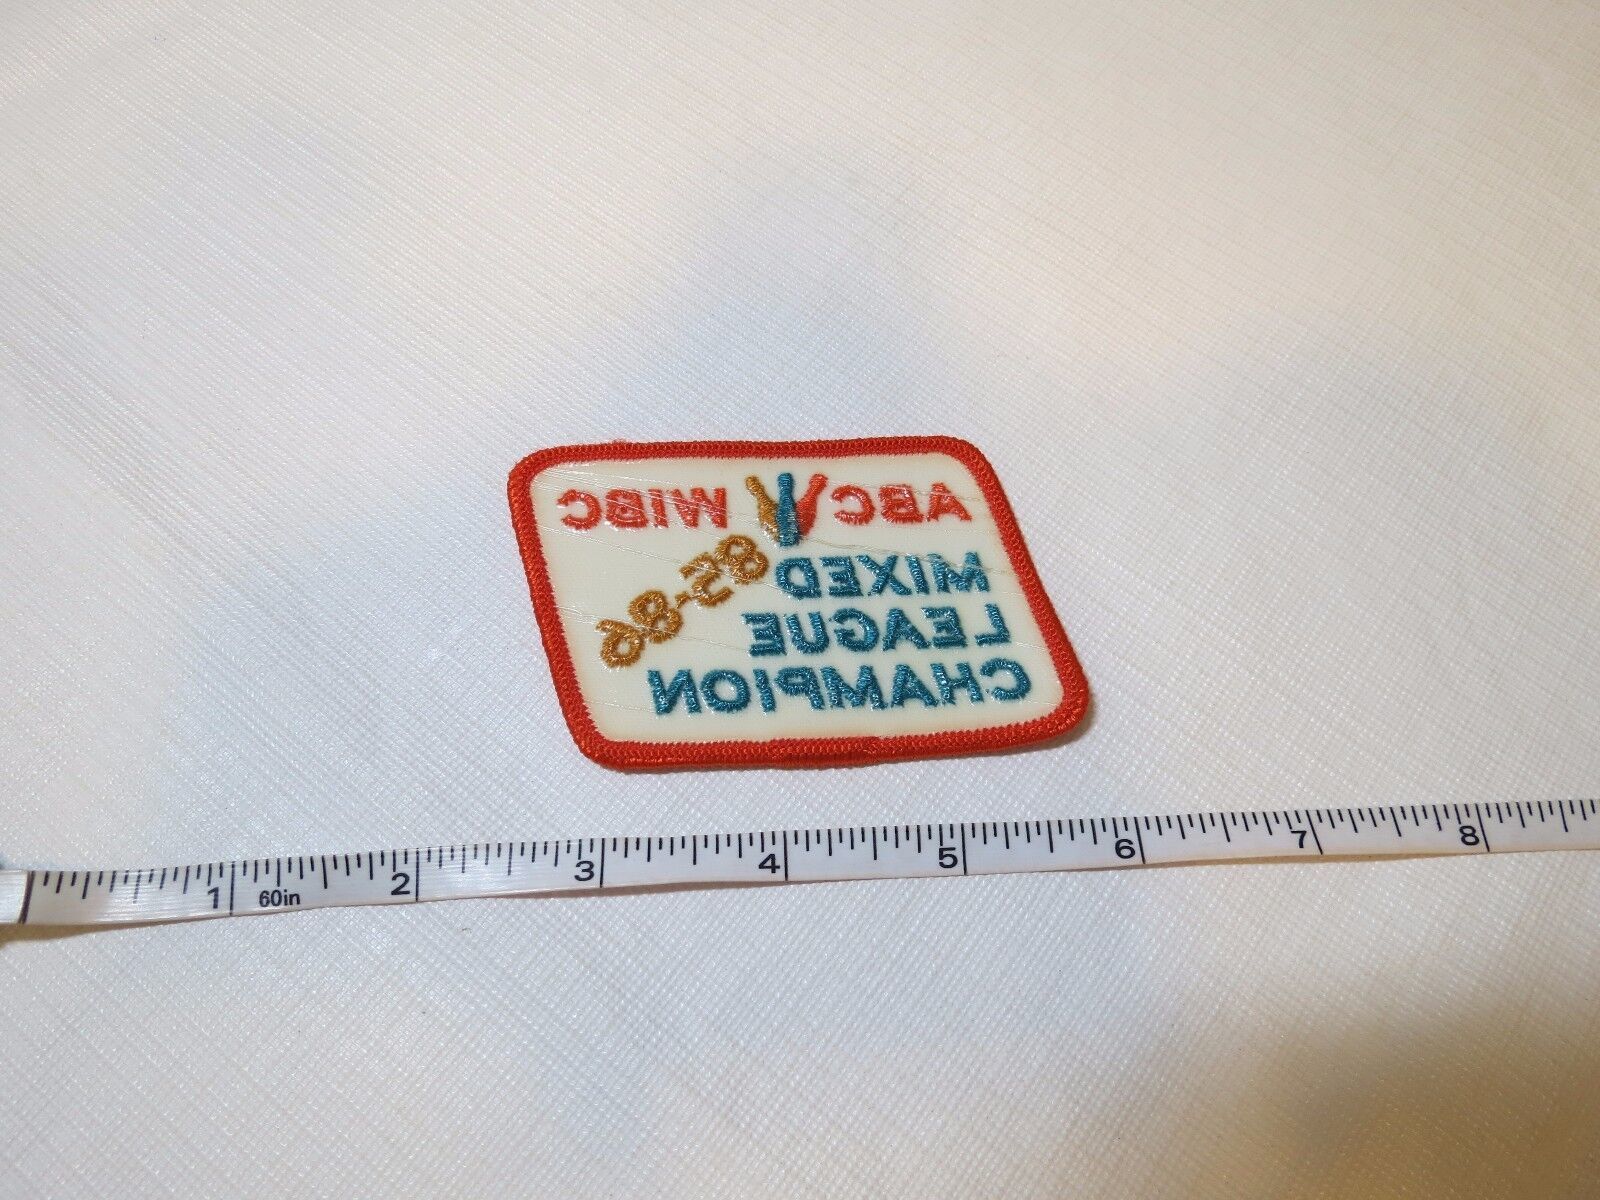 ABC WIBC
MIXED 85-86
LEAGUE
CHAMPION
1 60in 2 3 4 5 6 7 8